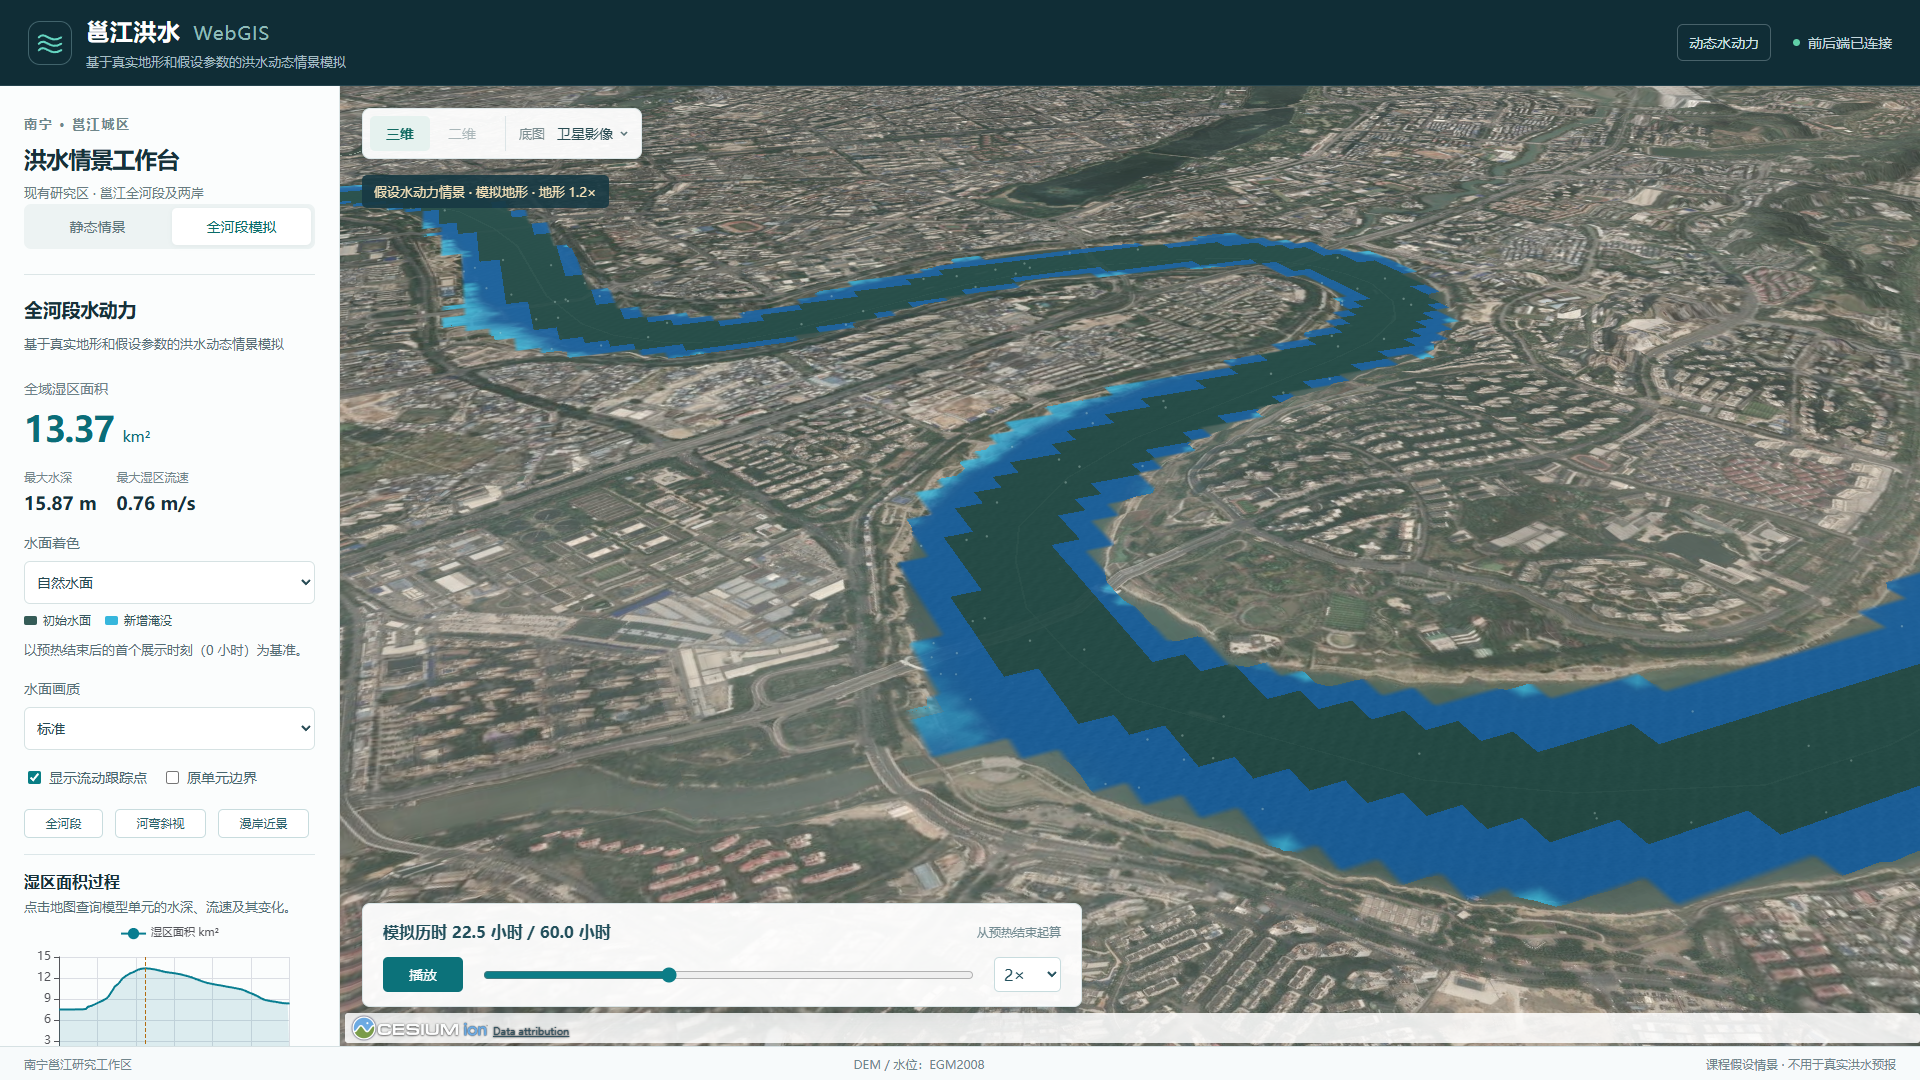 邕江洪水 WebGIS
基于真实地形和假设参数的洪水动态情景模拟
动态水动力
前后端已连接
南宁 • 邕江城区
洪水情景工作台
现有研究区 · 邕江全河段及两岸
静态情景
全河段模拟
全河段水动力
基于真实地形和假设参数的洪水动态情景模拟
全域湿区面积
13.37 km²
最大水深 最大湿区流速
15.87 m 0.76 m/s
水面着色
自然水面
初始水面 新增淹没
以预热结束后的首个展示时刻（0 小时）为基准。
水面画质
标准
显示流动跟踪点 原单元边界
全河段 河弯斜视 漫岸近景
湿区面积过程
点击地图查询模型单元的水深、流速及其变化。
湿区面积 km²
15
12
9
6
3
三维 二维 底图 卫星影像
假设水动力情景 · 模拟地形 · 地形 1.2×
模拟历时 22.5 小时 / 60.0 小时
从预热结束起算
播放
2×
CESIUM ion Data attribution
南宁邕江研究工作区
DEM / 水位：EGM2008
课程假设情景 · 不用于真实洪水预报